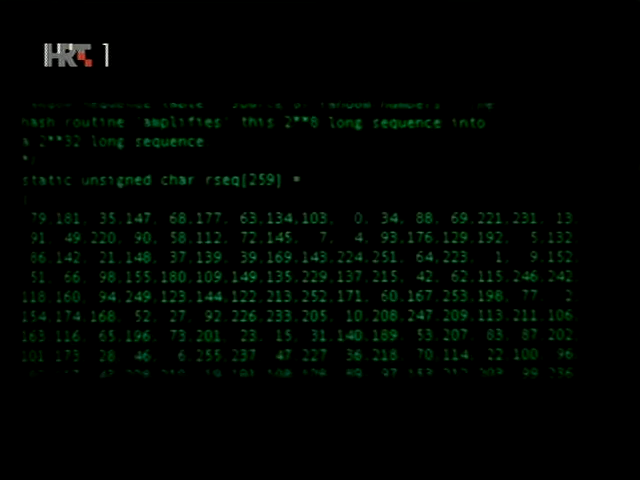 HRT 1
hash routine `amplifies' this 2**8 long sequence into
a 2**32 long sequence
*/
static unsigned char rseq[259] =
79,181, 35,147, 68,177, 63,134,103, 0, 34, 88, 69,221,231, 13,
91, 49,220, 90, 58,112, 72,145, 7, 4, 93,176,129,192, 5,132,
86,142, 21,148, 37,139, 39,169,143,224,251, 64,223, 1, 9,152,
51, 66, 98,155,180,109,149,135,229,137,215, 42, 62,115,246,242,
118,160, 94,249,123,144,122,213,252,171, 60,167,253,198, 77, 2,
154,174,168, 52, 27, 92,226,233,205, 10,208,247,209,113,211,106,
163,116, 65,196, 73,201, 23, 15, 31,140,189, 53,207, 83, 87,202,
101,173, 28, 46, 6,255,237, 47,227, 36,218, 70,114, 22,100, 96,